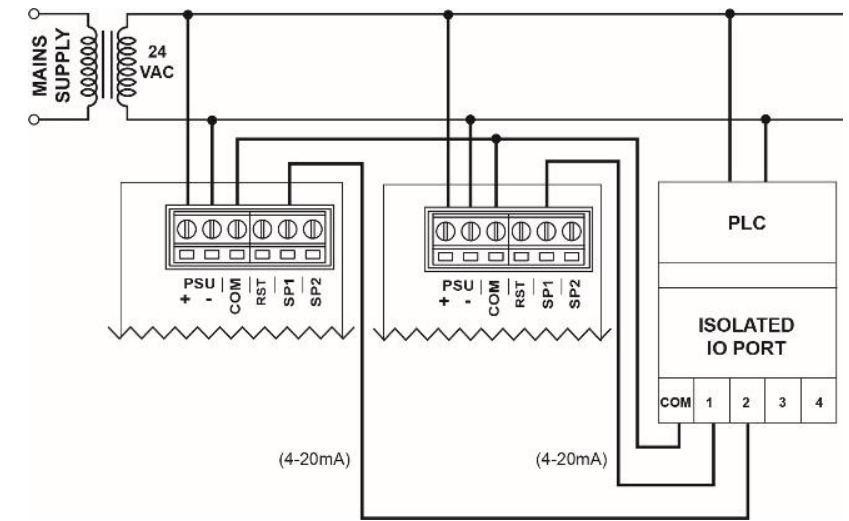 MAINS
SUPPLY
24
VAC
PSU
+
-
COM
RST
SP1
SP2
PSU
+
-
COM
RST
SP1
SP2
PLC
ISOLATED
IO PORT
COM 1 2 3 4
(4-20mA)
(4-20mA)